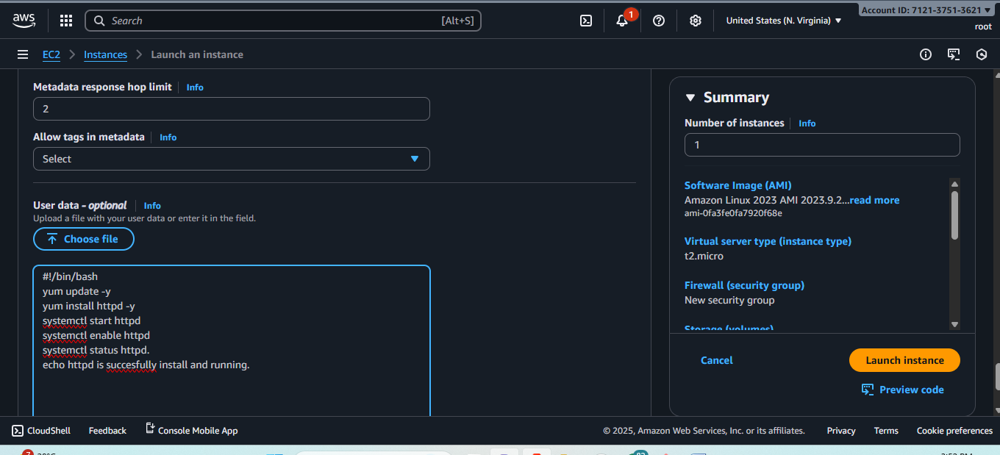 aws
Search [Alt+S]
1
United States (N. Virginia)
Account ID: 7121-3751-3621
root
EC2 > Instances > Launch an instance
Metadata response hop limit | Info
2
Allow tags in metadata | Info
Select
User data - optional | Info
Upload a file with your user data or enter it in the field.
Choose file
#!/bin/bash
yum update -y
yum install httpd -y
systemctl start httpd
systemctl enable httpd
systemctl status httpd.
echo httpd is succesfully install and running.
Summary
Number of instances | Info
1
Software Image (AMI)
Amazon Linux 2023 AMI 2023.9.2...read more
ami-0fa3fe0fa7920f68e
Virtual server type (instance type)
t2.micro
Firewall (security group)
New security group
Storage (volumes)
Cancel
Launch instance
Preview code
CloudShell
Feedback
Console Mobile App
© 2025, Amazon Web Services, Inc. or its affiliates.
Privacy
Terms
Cookie preferences